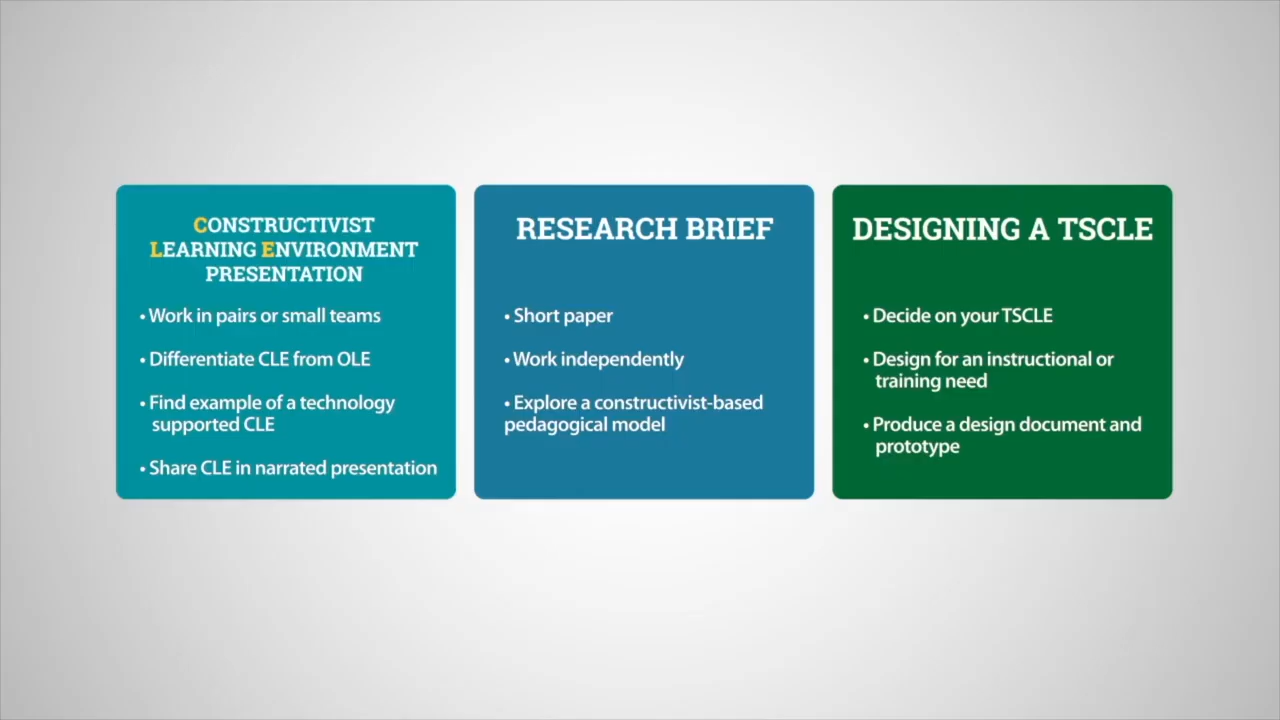 CONSTRUCTIVIST
LEARNING ENVIRONMENT
PRESENTATION
• Work in pairs or small teams
• Differentiate CLE from OLE
• Find example of a technology
supported CLE
• Share CLE in narrated presentation
RESEARCH BRIEF
• Short paper
• Work independently
• Explore a constructivist-based
pedagogical model
DESIGNING A TSCLE
• Decide on your TSCLE
• Design for an instructional or
training need
• Produce a design document and
prototype